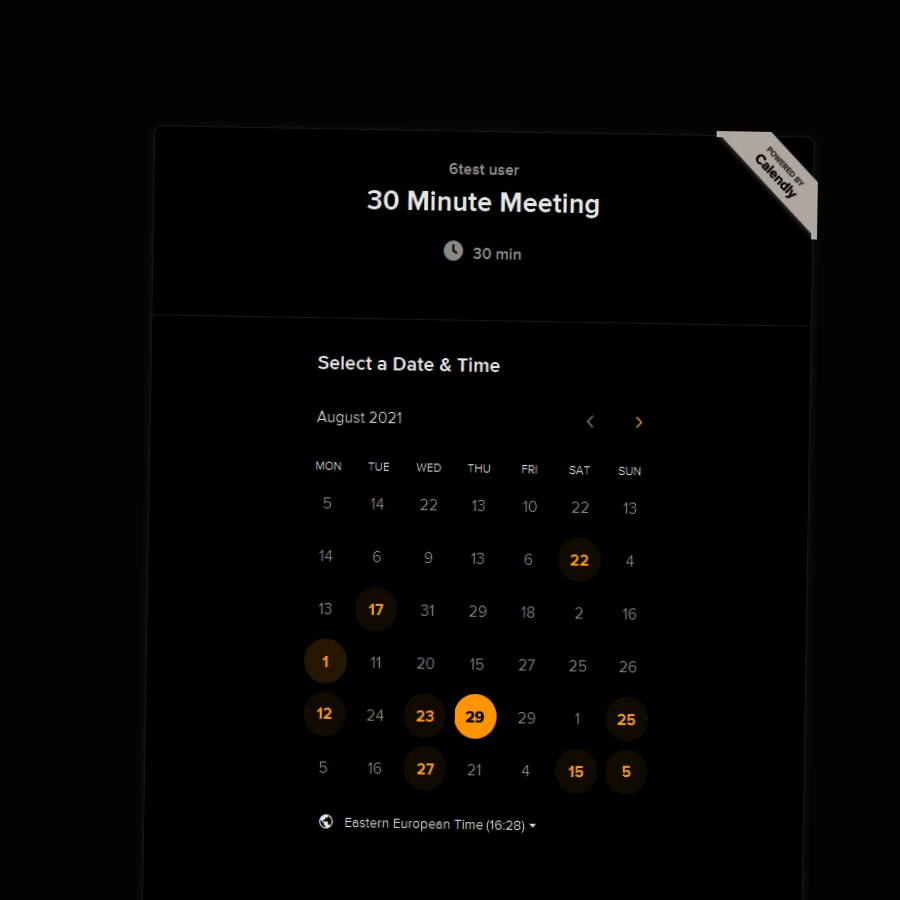 POWERED BY
Calendly
6test user
30 Minute Meeting
30 min
Select a Date & Time
August 2021
MON TUE WED THU FRI SAT SUN
5 14 22 13 10 22 13
14 6 9 13 6 22 4
13 17 31 29 18 2 16
1 11 20 15 27 25 26
12 24 23 29 29 1 25
5 16 27 21 4 15 5
Eastern European Time (16:28)